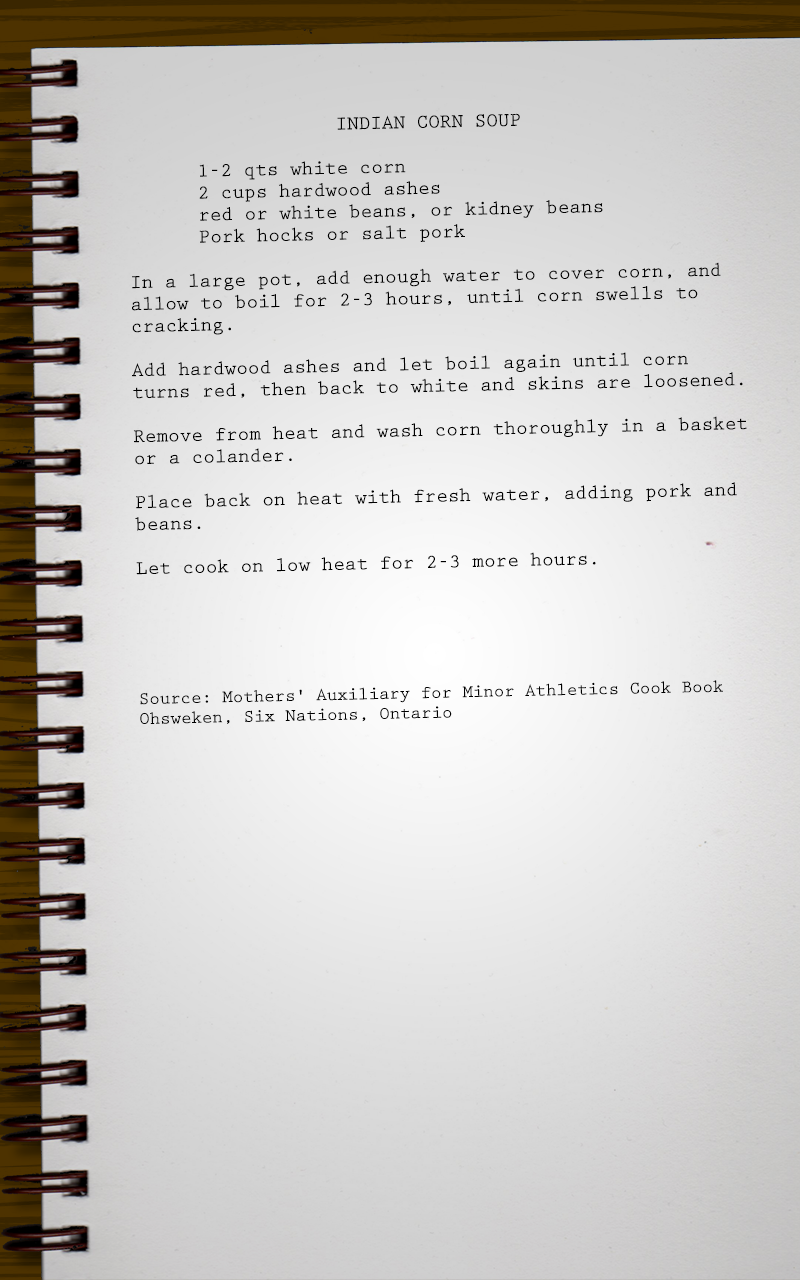 INDIAN CORN SOUP
1-2 qts white corn
2 cups hardwood ashes
red or white beans, or kidney beans
Pork hocks or salt pork
In a large pot, add enough water to cover corn, and
allow to boil for 2-3 hours, until corn swells to
cracking.
Add hardwood ashes and let boil again until corn
turns red, then back to white and skins are loosened.
Remove from heat and wash corn thoroughly in a basket
or a colander.
Place back on heat with fresh water, adding pork and
beans.
Let cook on low heat for 2-3 more hours.
Source: Mothers' Auxiliary for Minor Athletics Cook Book
Ohsweken, Six Nations, Ontario